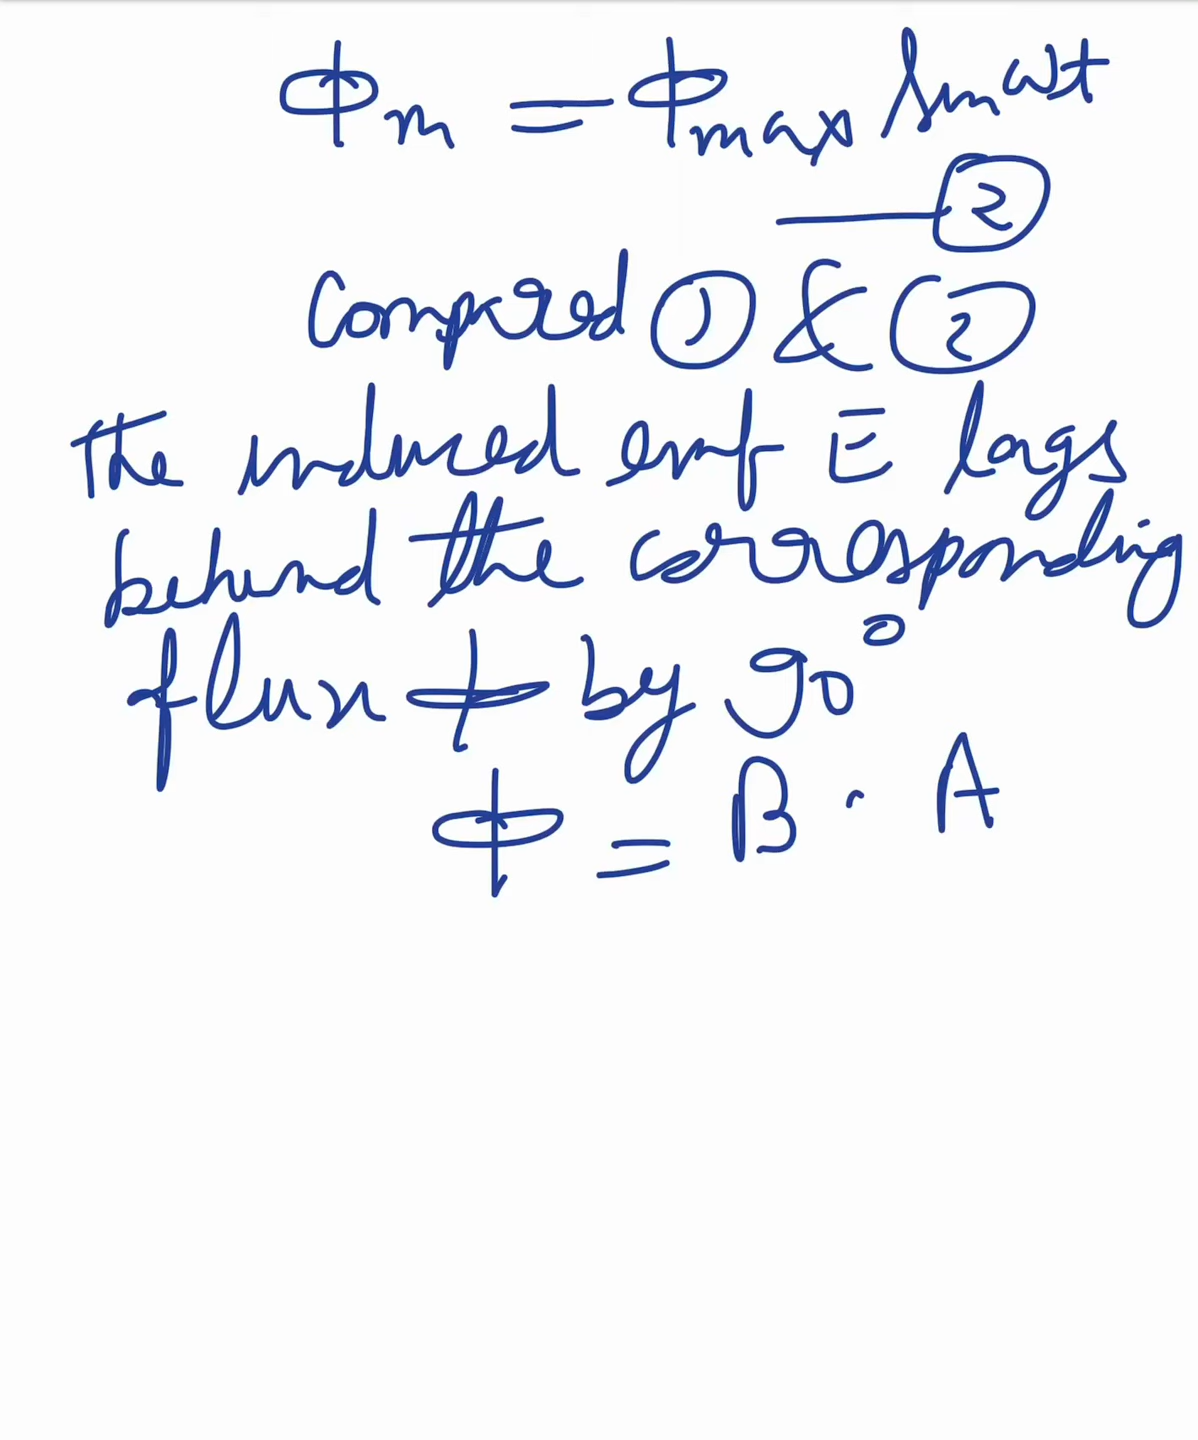 Φm = Φmax Sin ωt
② 
Compared ① & ②
The induced emf E lags
behind the corresponding
flux Φ by 90°
Φ = B · A